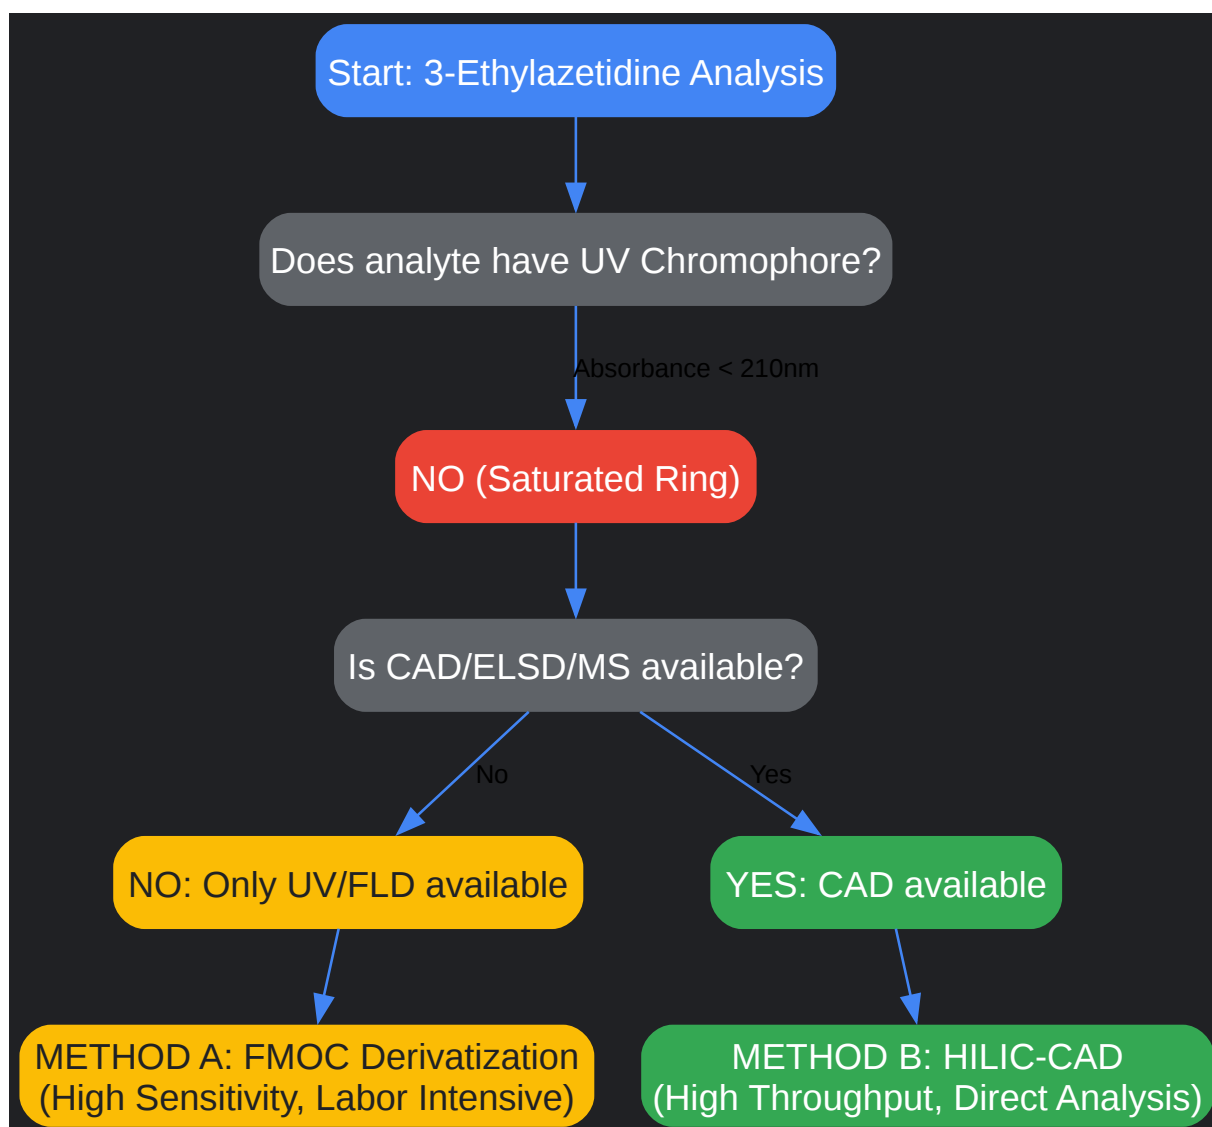 Start: 3-Ethylazetidine Analysis
Does analyte have UV Chromophore?
Absorbance < 210nm
NO (Saturated Ring)
Is CAD/ELSD/MS available?
No
Yes
NO: Only UV/FLD available
YES: CAD available
METHOD A: FMOC Derivatization
(High Sensitivity, Labor Intensive)
METHOD B: HILIC-CAD
(High Throughput, Direct Analysis)